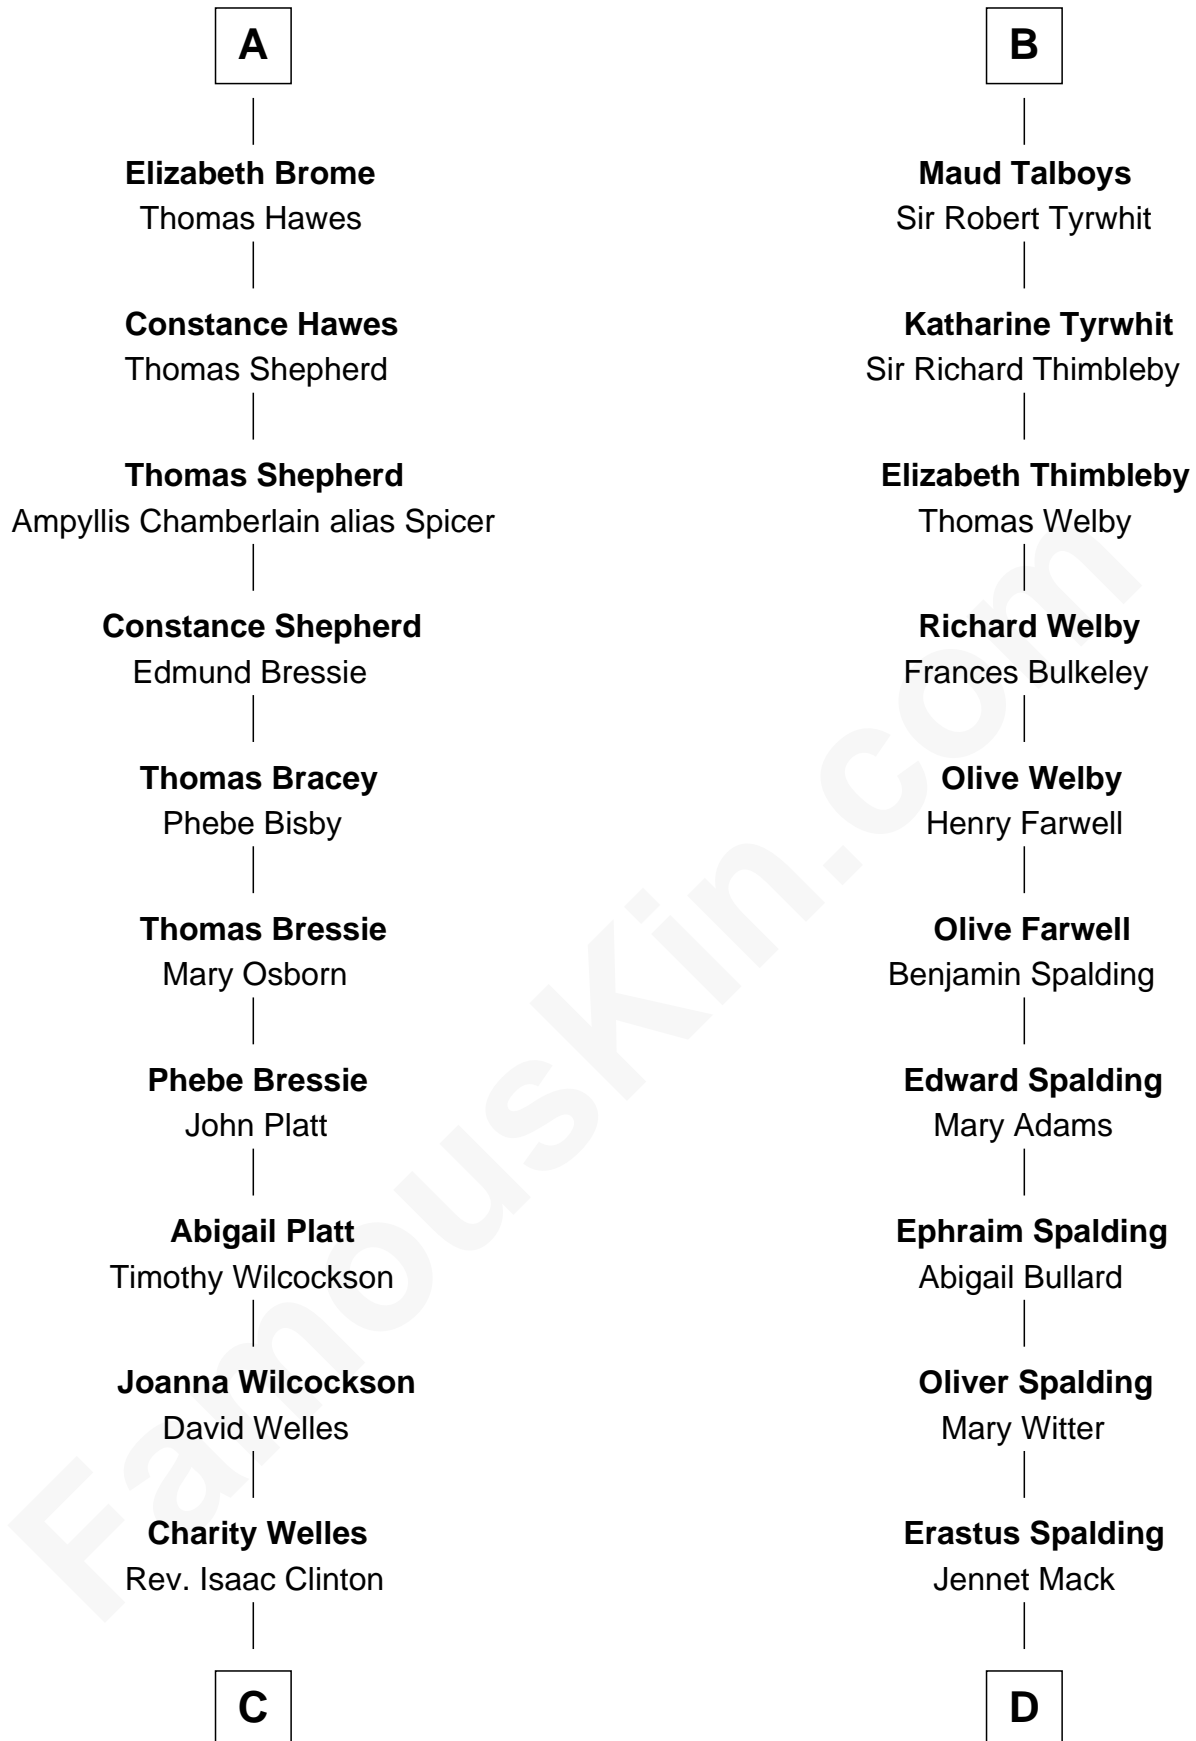 A
Elizabeth Brome
Thomas Hawes
Constance Hawes
Thomas Shepherd
Thomas Shepherd
Ampyllis Chamberlain alias Spicer
Constance Shepherd
Edmund Bressie
Thomas Bracey
Phebe Bisby
Thomas Bressie
Mary Osborn
Phebe Bressie
John Platt
Abigail Platt
Timothy Wilcockson
Joanna Wilcockson
David Welles
Charity Welles
Rev. Isaac Clinton
C
B
Maud Talboys
Sir Robert Tyrwhit
Katharine Tyrwhit
Sir Richard Thimbleby
Elizabeth Thimbleby
Thomas Welby
Richard Welby
Frances Bulkeley
Olive Welby
Henry Farwell
Olive Farwell
Benjamin Spalding
Edward Spalding
Mary Adams
Ephraim Spalding
Abigail Bullard
Oliver Spalding
Mary Witter
Erastus Spalding
Jennet Mack
D
FamousKin.com